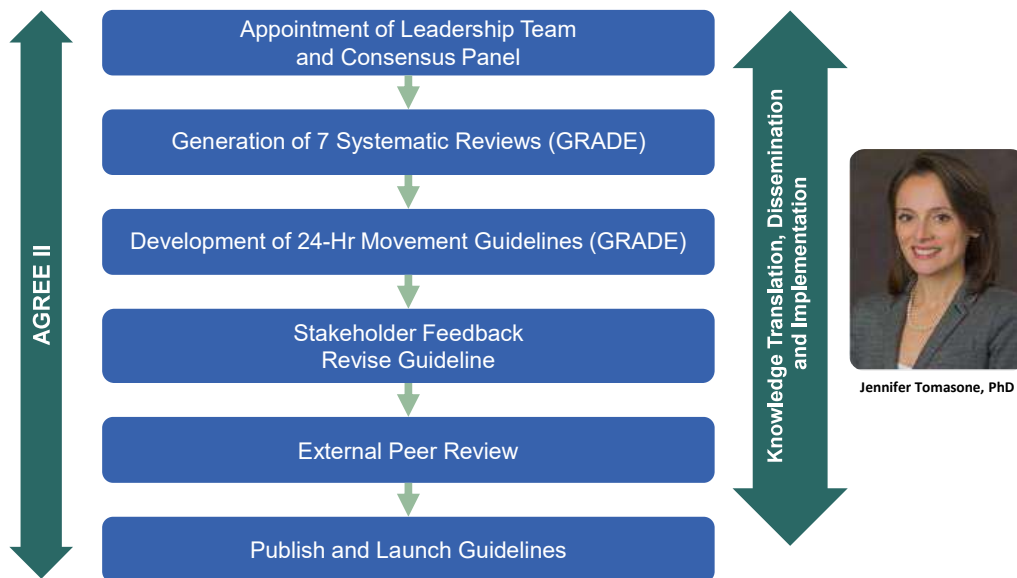 AGREE II
Appointment of Leadership Team
and Consensus Panel
Generation of 7 Systematic Reviews (GRADE)
Development of 24-Hr Movement Guidelines (GRADE)
Stakeholder Feedback
Revise Guideline
External Peer Review
Publish and Launch Guidelines
Knowledge Translation, Dissemination
and Implementation
Jennifer Tomasone, PhD